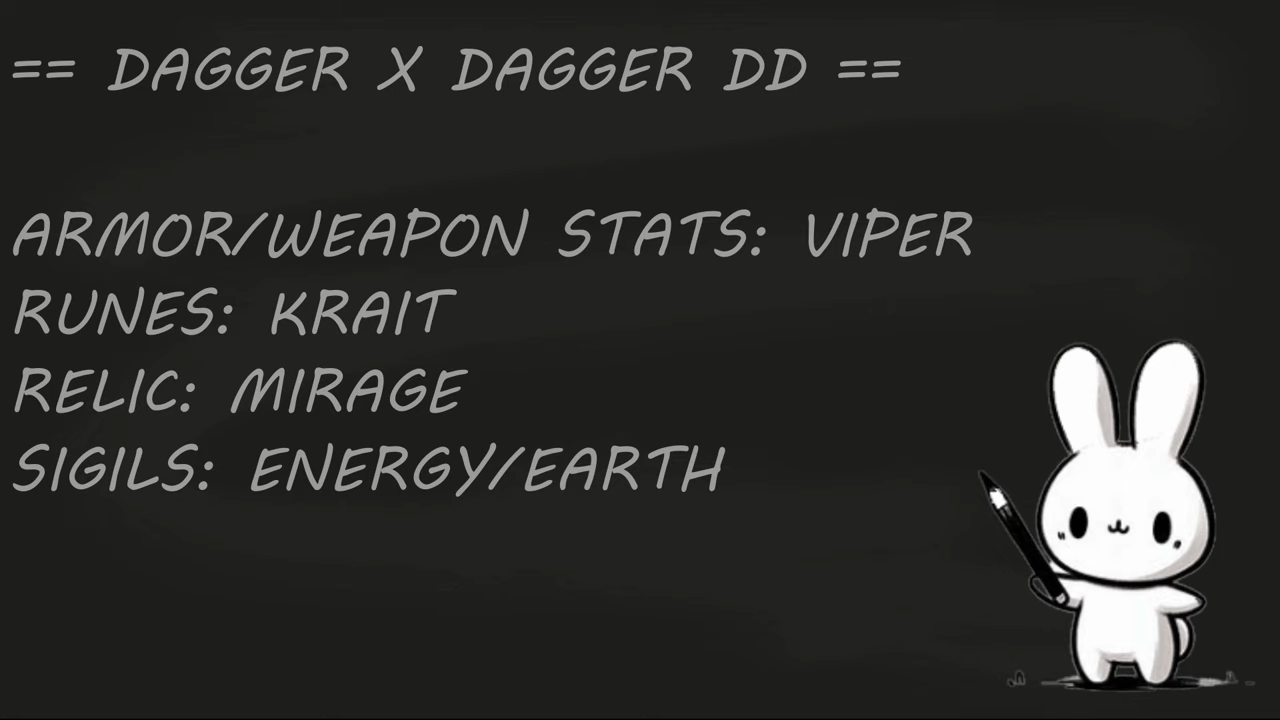 == DAGGER X DAGGER DD ==
ARMOR/WEAPON STATS: VIPER
RUNES: KRAIT
RELIC: MIRAGE
SIGILS: ENERGY/EARTH